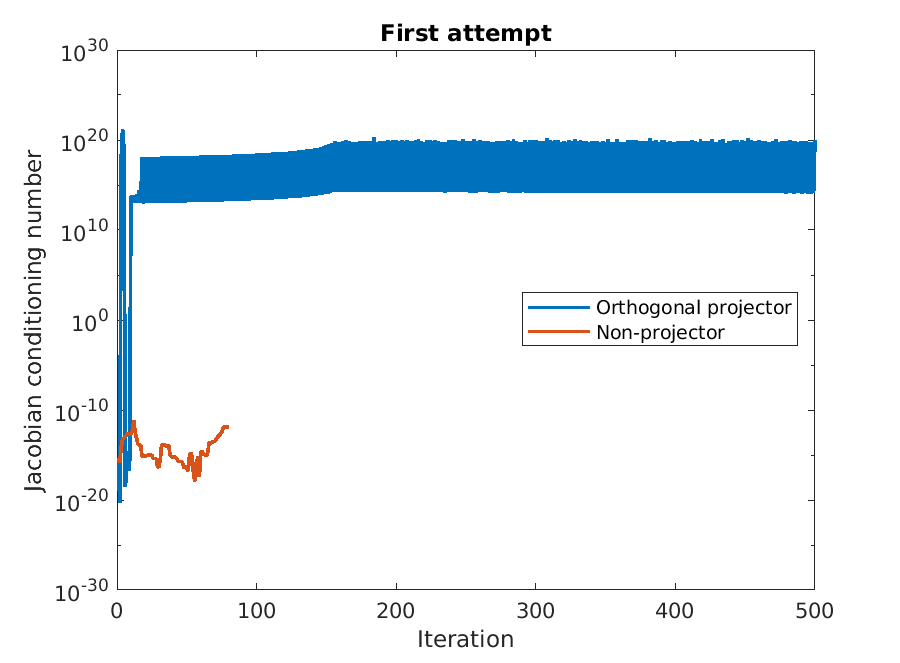 First attempt
Jacobian conditioning number
10^30
10^20
10^10
10^0
10^-10
10^-20
10^-30
Orthogonal projector
Non-projector
0 100 200 300 400 500
Iteration